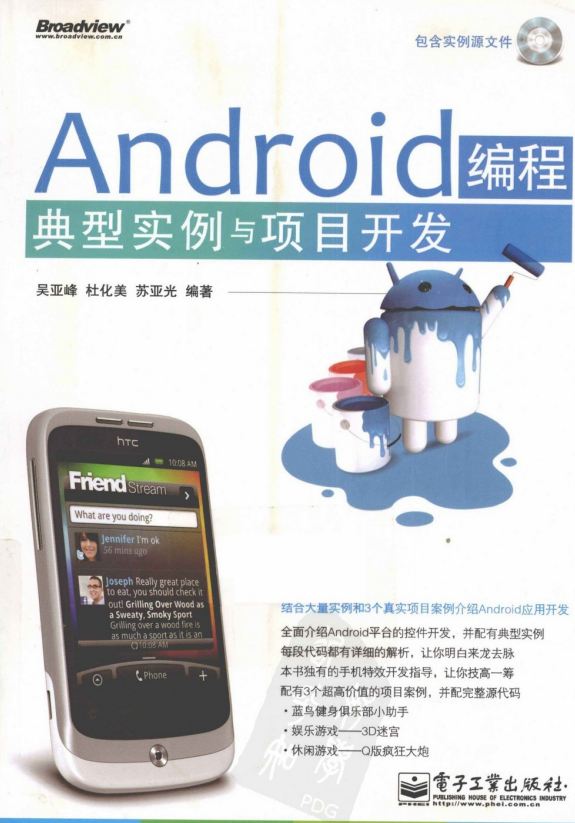 Broadview®
www.broadview.com.cn
包含实例源文件
Android 编程
典型实例与项目开发
吴亚峰 杜化美 苏亚光 编著
hTC
10:08 AM
Friend Stream
What are you doing?
Jennifer I'm ok
56 mins ago
Joseph Really great place
to eat, you should check it
out! Grilling Over Wood as
a Sweaty, Smoky Sport
Grilling over a wood fire is
as much a sport as it is an
10:08 AM
Phone
+
结合大量实例和3个真实项目案例介绍Android应用开发
全面介绍Android平台的控件开发，并配有典型实例
每段代码都有详细的解析，让你明白来龙去脉
本书独有的手机特效开发指导，让你技高一筹
配有3个超高价值的项目案例，并配完整源代码
·蓝鸟健身俱乐部小助手
·娱乐游戏——3D迷宫
·休闲游戏——Q版疯狂大炮
PDG
電子工業出版社·
PHEI PUBLISHING HOUSE OF ELECTRONICS INDUSTRY
http://www.phei.com.cn